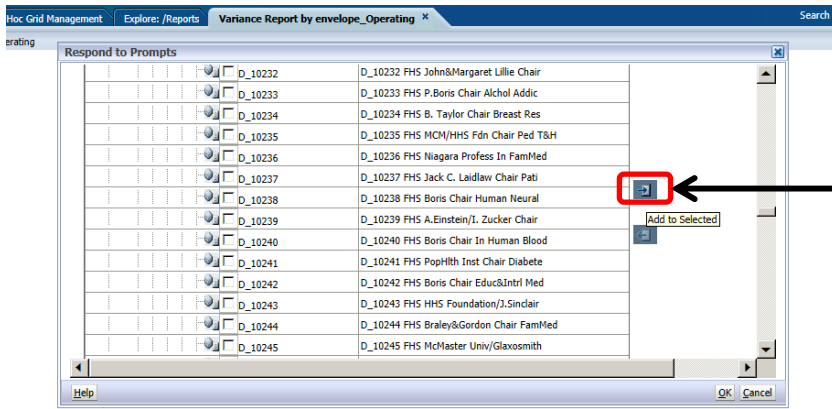 Hoc Grid Management Explore: /Reports Variance Report by envelope_Operating × Search
erating
Respond to Prompts
D_10232 D_10232 FHS John&Margaret Lillie Chair
D_10233 D_10233 FHS P.Boris Chair Alchol Addic
D_10234 D_10234 FHS B. Taylor Chair Breast Res
D_10235 D_10235 FHS MCM/HHS Fdn Chair Ped T&H
D_10236 D_10236 FHS Niagara Profess In FamMed
D_10237 D_10237 FHS Jack C. Laidlaw Chair Pati
D_10238 D_10238 FHS Boris Chair Human Neural
D_10239 D_10239 FHS A.Einstein/I. Zucker Chair
Add to Selected
D_10240 D_10240 FHS Boris Chair In Human Blood
D_10241 D_10241 FHS PopHlth Inst Chair Diabete
D_10242 D_10242 FHS Boris Chair Educ&Intrl Med
D_10243 D_10243 FHS HHS Foundation/J.Sinclair
D_10244 D_10244 FHS Braley&Gordon Chair FamMed
D_10245 D_10245 FHS McMaster Univ/Glaxosmith
Help OK Cancel